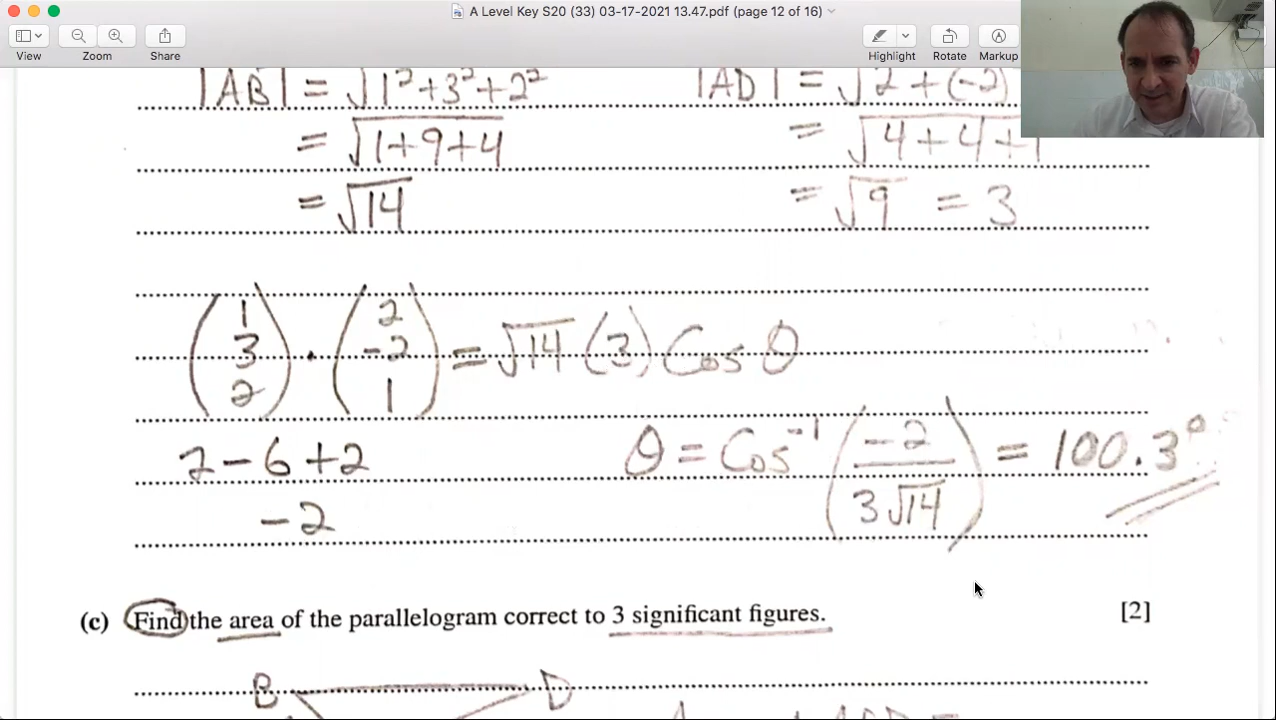 A Level Key S20 (33) 03-17-2021 13.47.pdf (page 12 of 16)
View Zoom Share Highlight Rotate Markup
|AB| = √1²+3²+2²
= √1+9+4
= √14
|AD| = √2 + (-2)
= √4+4+1
= √9 = 3
(1 3 2) · (2 -2 1) = √14 (3) Cos θ
2 - 6 + 2
-2
θ = Cos⁻¹ (-2 / 3√14) = 100.3°
(c) Find the area of the parallelogram correct to 3 significant figures. [2]
B D